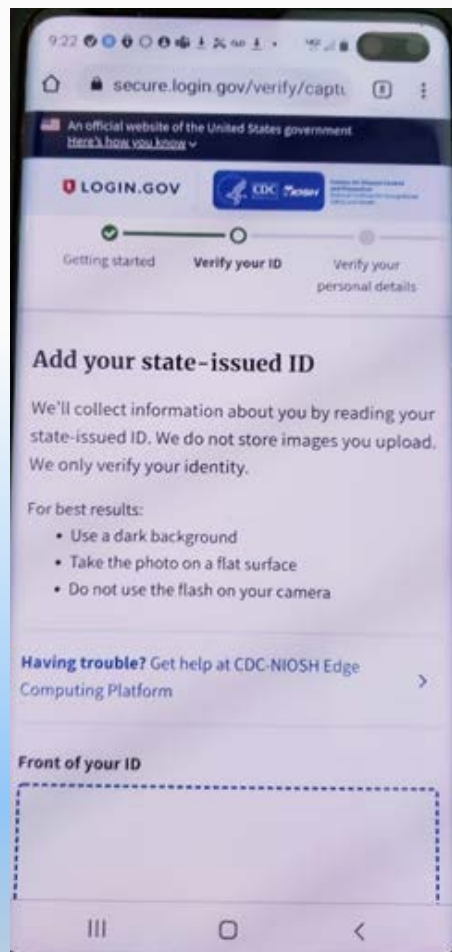 9:22
secure.login.gov/verify/captu
An official website of the United States government
Here's how you know
LOGIN.GOV
CDC NIOSH
Getting started
Verify your ID
Verify your
personal details
Add your state-issued ID
We'll collect information about you by reading your
state-issued ID. We do not store images you upload.
We only verify your identity.
For best results:
• Use a dark background
• Take the photo on a flat surface
• Do not use the flash on your camera
Having trouble? Get help at CDC-NIOSH Edge
Computing Platform
Front of your ID